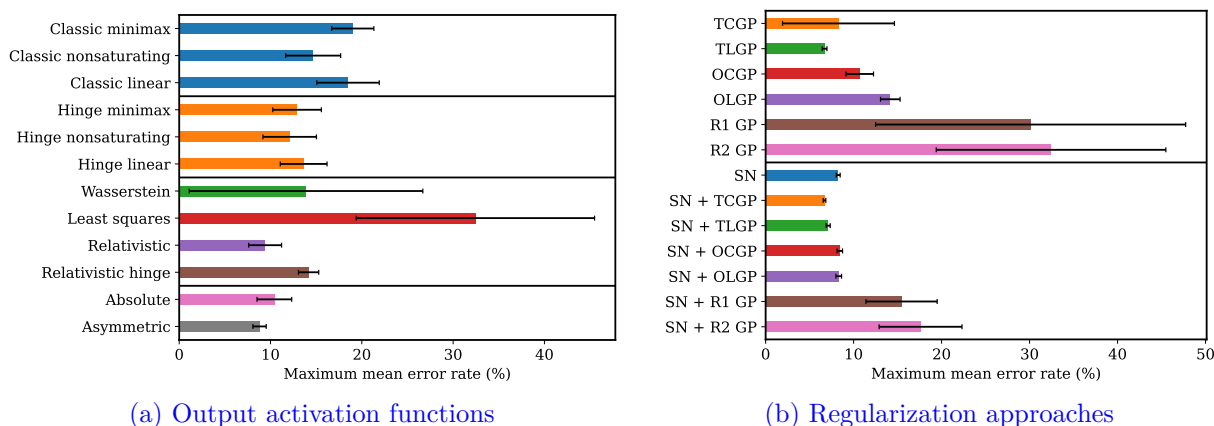 Classic minimax
Classic nonsaturating
Classic linear
Hinge minimax
Hinge nonsaturating
Hinge linear
Wasserstein
Least squares
Relativistic
Relativistic hinge
Absolute
Asymmetric
0 10 20 30 40
Maximum mean error rate (%)
(a) Output activation functions
TCGP
TLGP
OCGP
OLGP
R1 GP
R2 GP
SN
SN + TCGP
SN + TLGP
SN + OCGP
SN + OLGP
SN + R1 GP
SN + R2 GP
0 10 20 30 40 50
Maximum mean error rate (%)
(b) Regularization approaches